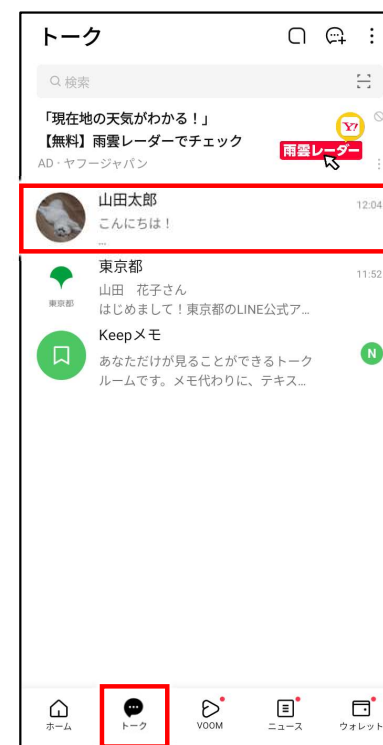 トーク
検索
「現在地の天気がわかる！」
【無料】雨雲レーダーでチェック
AD・ヤフージャパン
Y!
雨雲レーダー
山田太郎
12:04
こんにちは！
...
東京都
11:52
東京都
山田　花子さん
はじめまして！東京都のLINE公式ア...
Keepメモ
あなただけが見ることができるトーク
ルームです。メモ代わりに、テキス...
N
ホーム
トーク
VOOM
ニュース
ウォレット